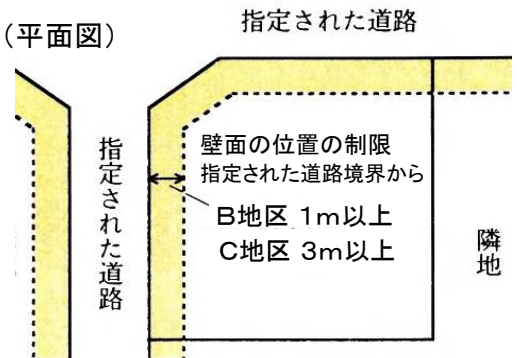 指定された道路
（平面図）
壁面の位置の制限
指定された道路境界から
B地区 1m以上
C地区 3m以上
指定された道路
隣地